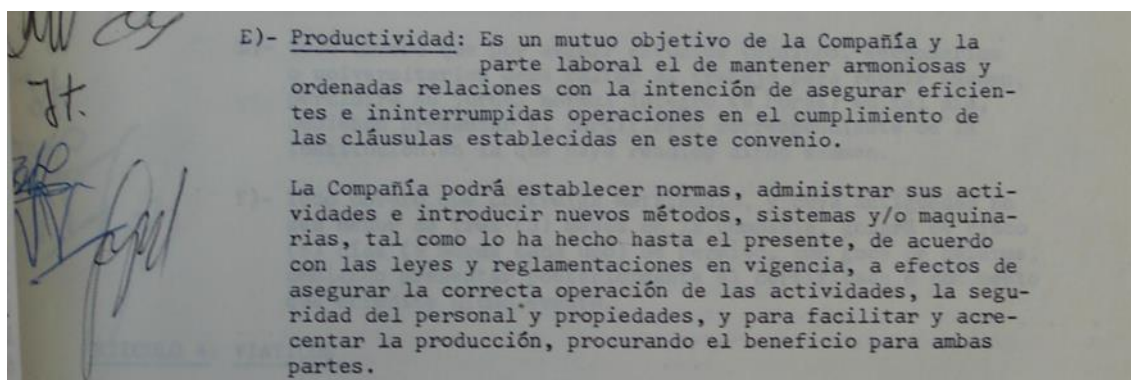 E)- Productividad: Es un mutuo objetivo de la Compañía y la
parte laboral el de mantener armoniosas y
ordenadas relaciones con la intención de asegurar eficien-
tes e ininterrumpidas operaciones en el cumplimiento de
las cláusulas establecidas en este convenio.
La Compañía podrá establecer normas, administrar sus acti-
vidades e introducir nuevos métodos, sistemas y/o maquina-
rias, tal como lo ha hecho hasta el presente, de acuerdo
con las leyes y reglamentaciones en vigencia, a efectos de
asegurar la correcta operación de las actividades, la segu-
ridad del personal y propiedades, y para facilitar y acre-
centar la producción, procurando el beneficio para ambas
partes.